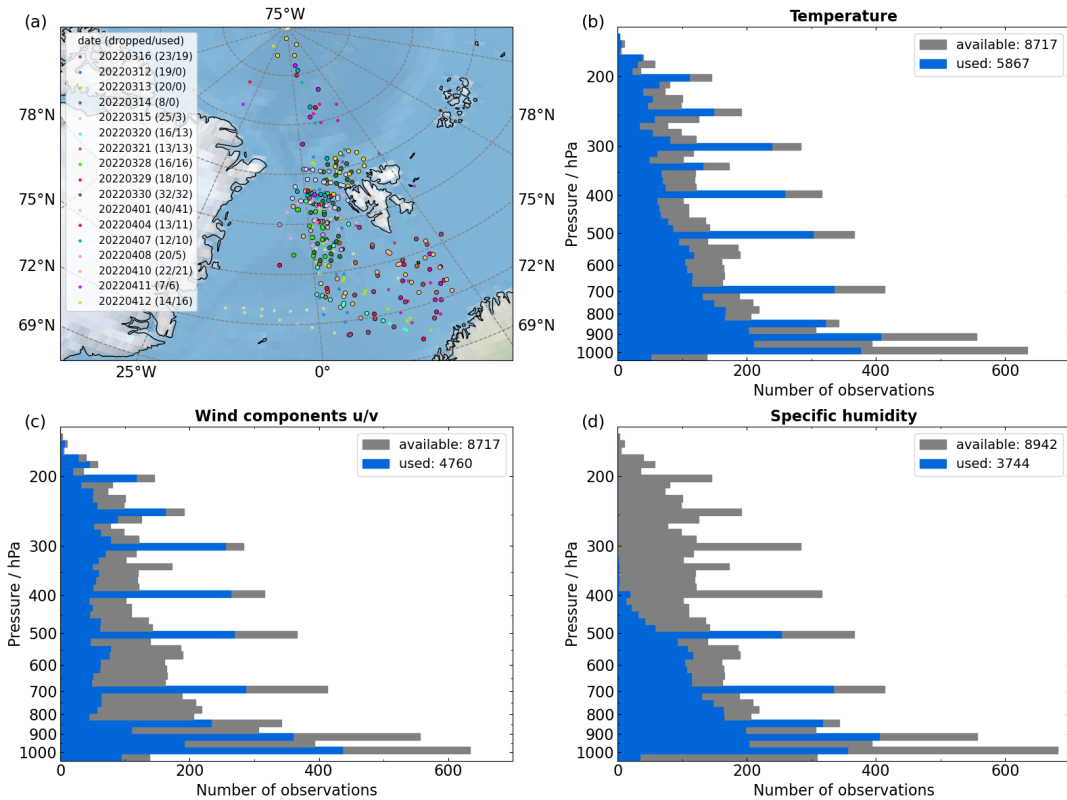 (a)
75°W
date (dropped/used)
20220316 (23/19)
20220312 (19/0)
20220313 (20/0)
20220314 (8/0)
20220315 (25/3)
20220320 (16/13)
20220321 (13/13)
20220328 (16/16)
20220329 (18/10)
20220330 (32/32)
20220401 (40/41)
20220404 (13/11)
20220407 (12/10)
20220408 (20/5)
20220410 (22/21)
20220411 (7/6)
20220412 (14/16)
78°N
75°N
72°N
69°N
78°N
75°N
72°N
69°N
25°W
0°
(b)
Temperature
available: 8717
used: 5867
Pressure / hPa
200
300
400
500
600
700
800
900
1000
0
200
400
600
Number of observations
(c)
Wind components u/v
available: 8717
used: 4760
Pressure / hPa
200
300
400
500
600
700
800
900
1000
0
200
400
600
Number of observations
(d)
Specific humidity
available: 8942
used: 3744
Pressure / hPa
200
300
400
500
600
700
800
900
1000
0
200
400
600
Number of observations